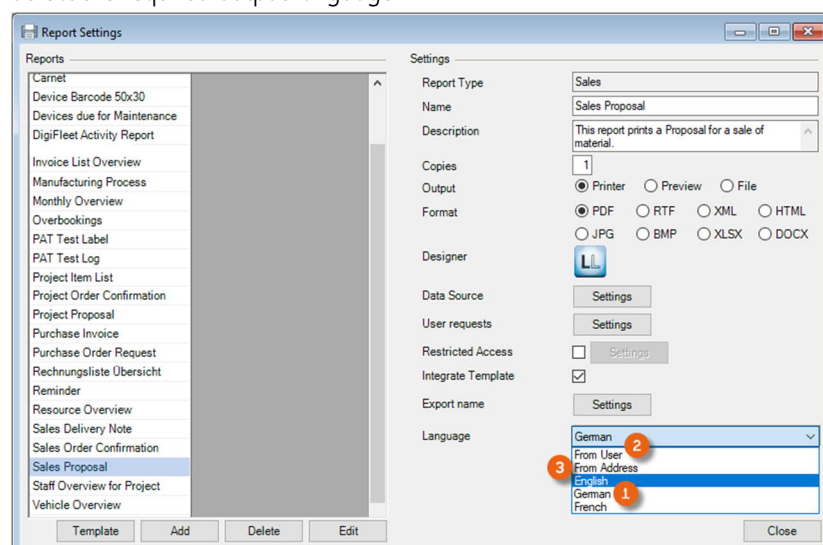 Report Settings
Reports
Carnet
Device Barcode 50x30
Devices due for Maintenance
DigiFleet Activity Report
Invoice List Overview
Manufacturing Process
Monthly Overview
Overbookings
PAT Test Label
PAT Test Log
Project Item List
Project Order Confirmation
Project Proposal
Purchase Invoice
Purchase Order Request
Rechnungsliste Übersicht
Reminder
Resource Overview
Sales Delivery Note
Sales Order Confirmation
Sales Proposal
Staff Overview for Project
Vehicle Overview
Template Add Delete Edit
Settings
Report Type Sales
Name Sales Proposal
Description This report prints a Proposal for a sale of
material.
Copies 1
Output Printer Preview File
Format PDF RTF XML HTML
JPG BMP XLSX DOCX
Designer LL
Data Source Settings
User requests Settings
Restricted Access Settings
Integrate Template
Export name Settings
Language German
2
From User
3 From Address
English
German 1
French
Close